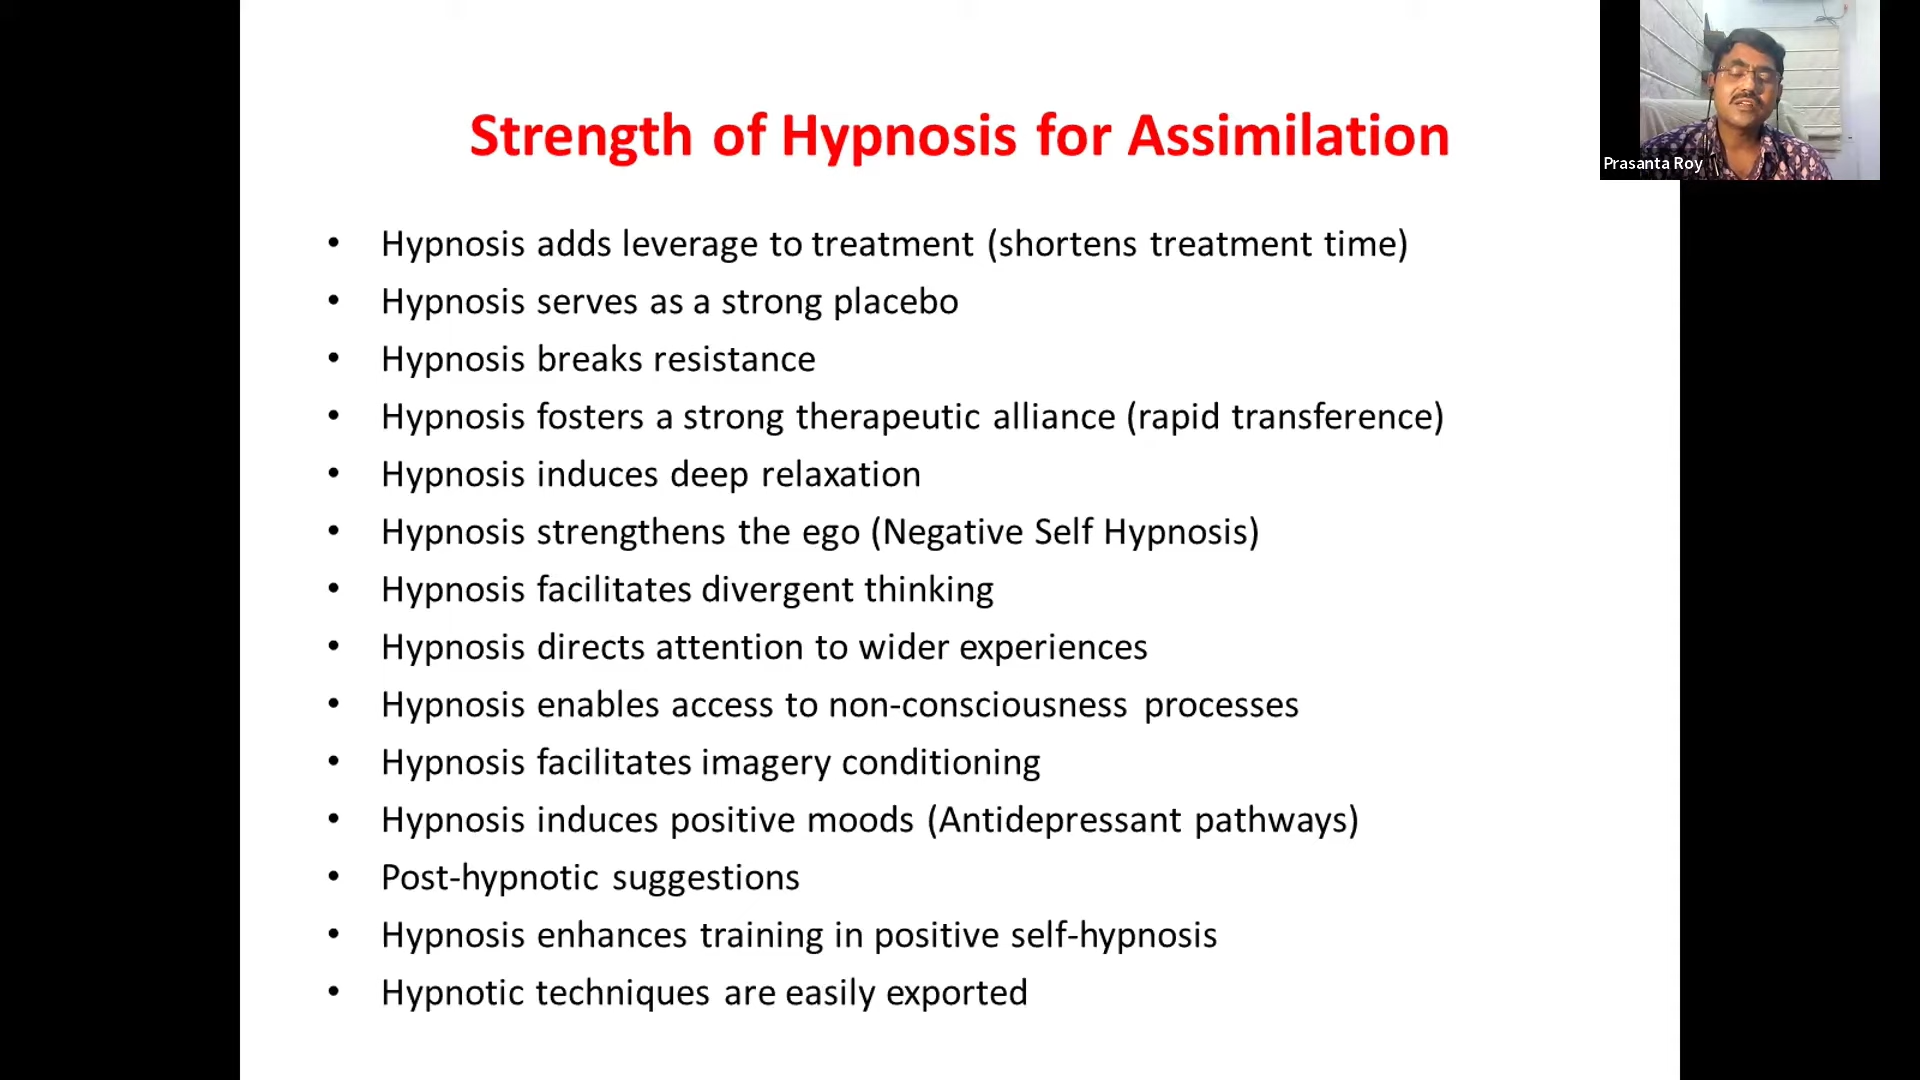 Strength of Hypnosis for Assimilation
Prasanta Roy
• Hypnosis adds leverage to treatment (shortens treatment time)
• Hypnosis serves as a strong placebo
• Hypnosis breaks resistance
• Hypnosis fosters a strong therapeutic alliance (rapid transference)
• Hypnosis induces deep relaxation
• Hypnosis strengthens the ego (Negative Self Hypnosis)
• Hypnosis facilitates divergent thinking
• Hypnosis directs attention to wider experiences
• Hypnosis enables access to non-consciousness processes
• Hypnosis facilitates imagery conditioning
• Hypnosis induces positive moods (Antidepressant pathways)
• Post-hypnotic suggestions
• Hypnosis enhances training in positive self-hypnosis
• Hypnotic techniques are easily exported